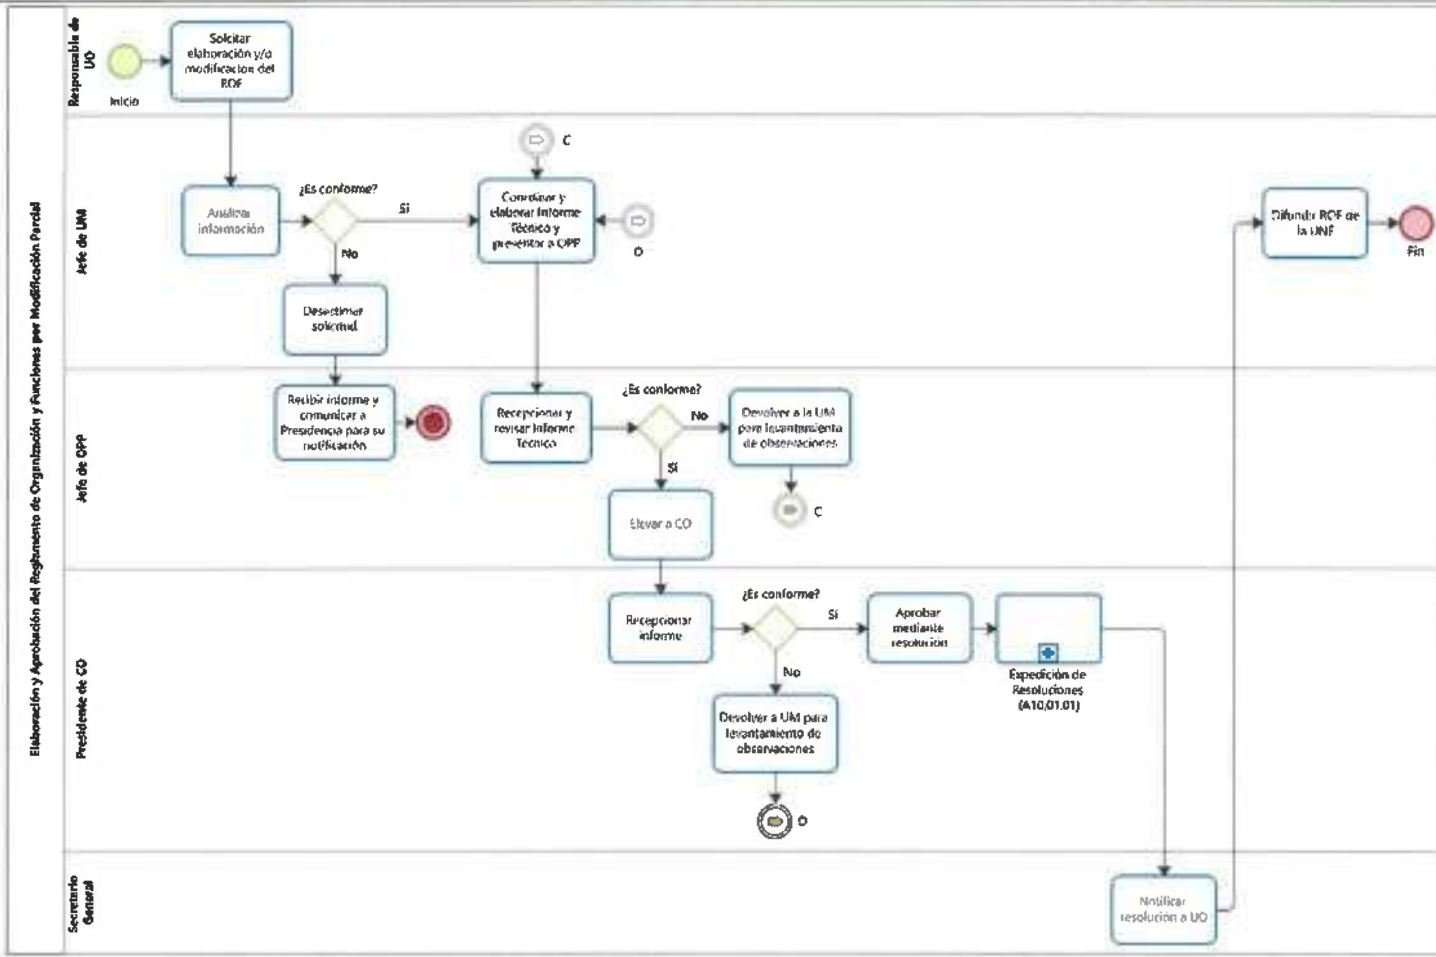 Elaboración y Aprobación del Reglamento de Organización y Funciones por Modificación Parcial
Responsable de
UO
Inicio
Solicitar
elaboración y/o
modificacion del
ROF
Jefe de UM
Analizar
información
¿Es conforme?
Si
No
Desestimar
solicitud
C
Coordinar y
elaborar Informe
Técnico y
presentar a OPP
D
Difundir ROF de
la UNF
Fin
Jefe de OPP
Recibir informe y
comunicar a
Presidencia para su
notificación
Recepcionar y
revisar Informe
Técnico
¿Es conforme?
No
Si
Devolver a la UM
para levantamiento
de observaciones
C
Elevar a CO
Presidente de CO
Recepcionar
informe
¿Es conforme?
Si
No
Aprobar
mediante
resolución
Expedición de
Resoluciones
(A10.01.01)
Devolver a UM para
levantamiento de
observaciones
D
Secretario
General
Notificar
resolución a UO